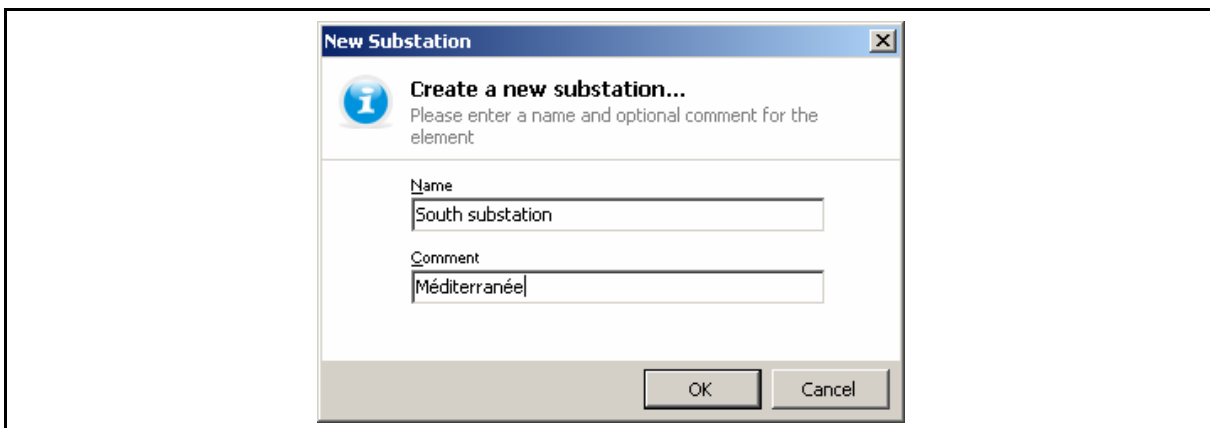 New Substation
Create a new substation...
Please enter a name and optional comment for the
element
Name
South substation
Comment
Méditerranée
OK
Cancel